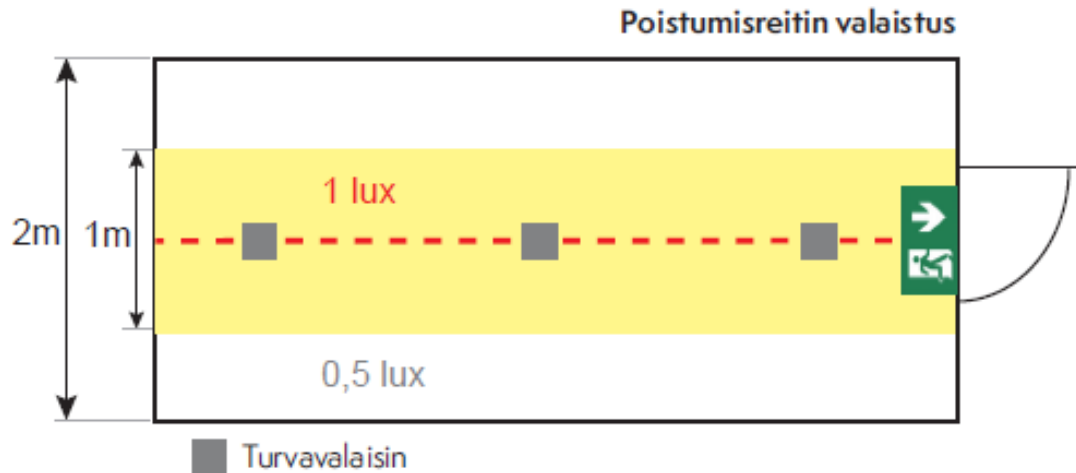 Poistumisreitin valaistus
1 lux
2m
1m
0,5 lux
Turvavalaisin